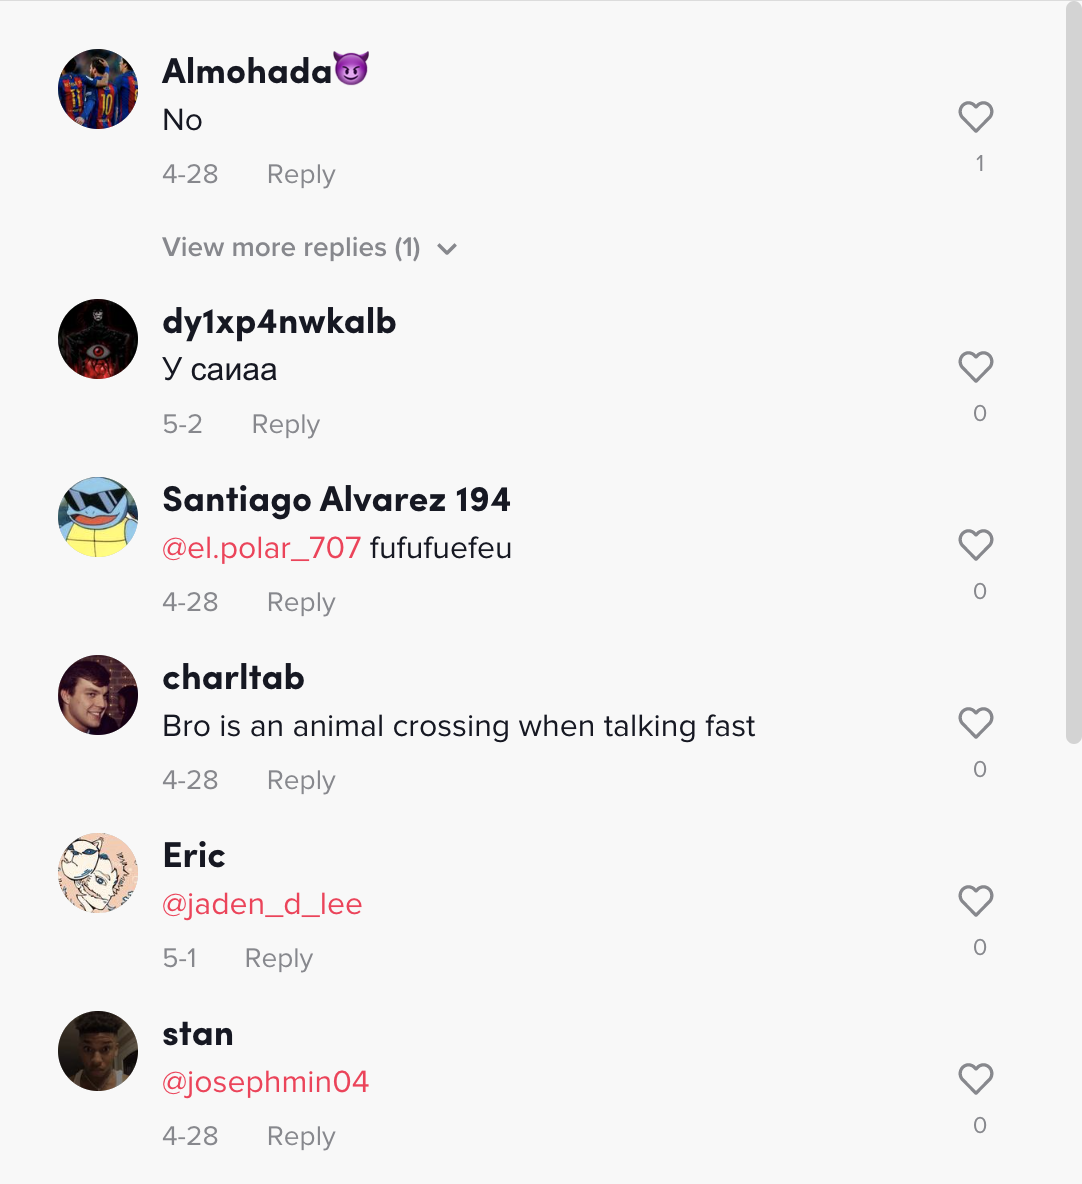 Almohada😈
No
1
4-28 Reply
View more replies (1)
dy1xp4nwkalb
У саиаа
0
5-2 Reply
Santiago Alvarez 194
@el.polar_707 fufufuefeu
0
4-28 Reply
charltab
Bro is an animal crossing when talking fast
0
4-28 Reply
Eric
@jaden_d_lee
0
5-1 Reply
stan
@josephmin04
0
4-28 Reply